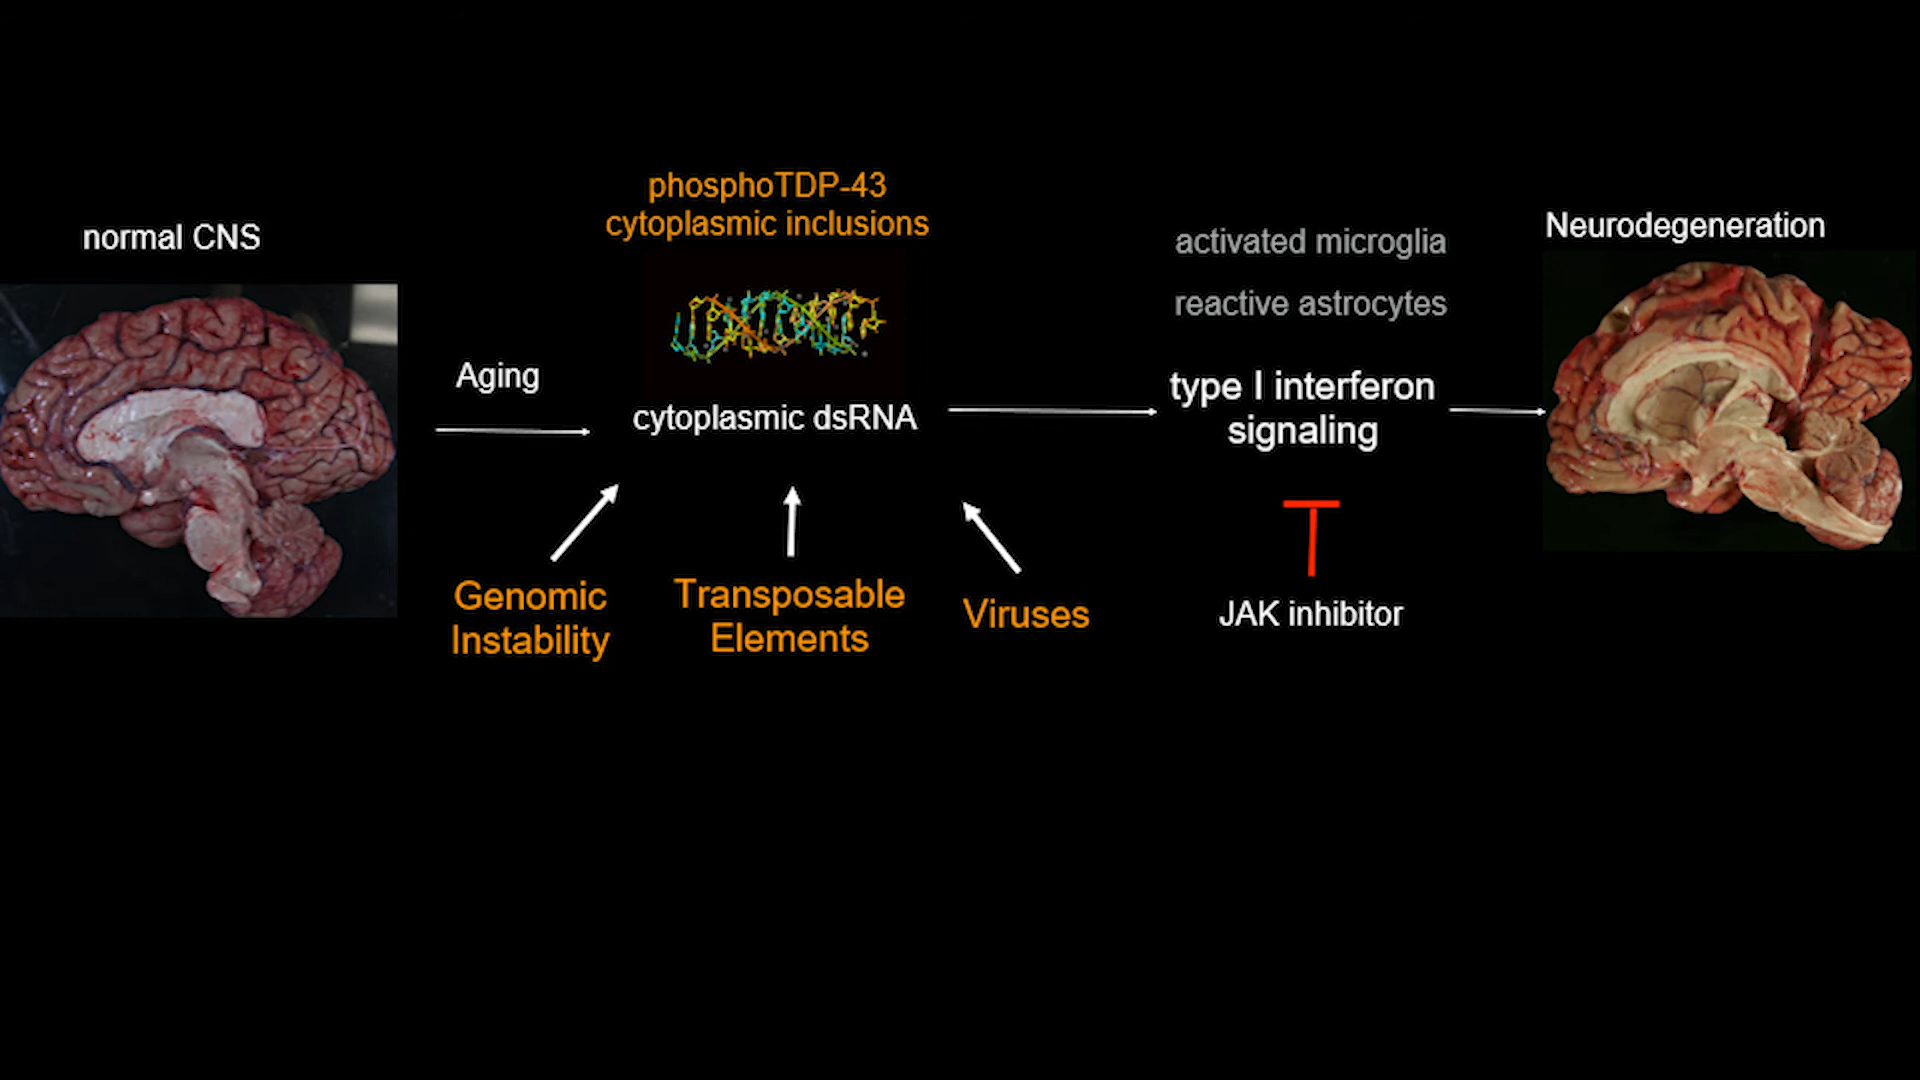 normal CNS
Aging
phosphoTDP-43
cytoplasmic inclusions
cytoplasmic dsRNA
Genomic
Instability
Transposable
Elements
Viruses
activated microglia
reactive astrocytes
type I interferon
signaling
JAK inhibitor
Neurodegeneration